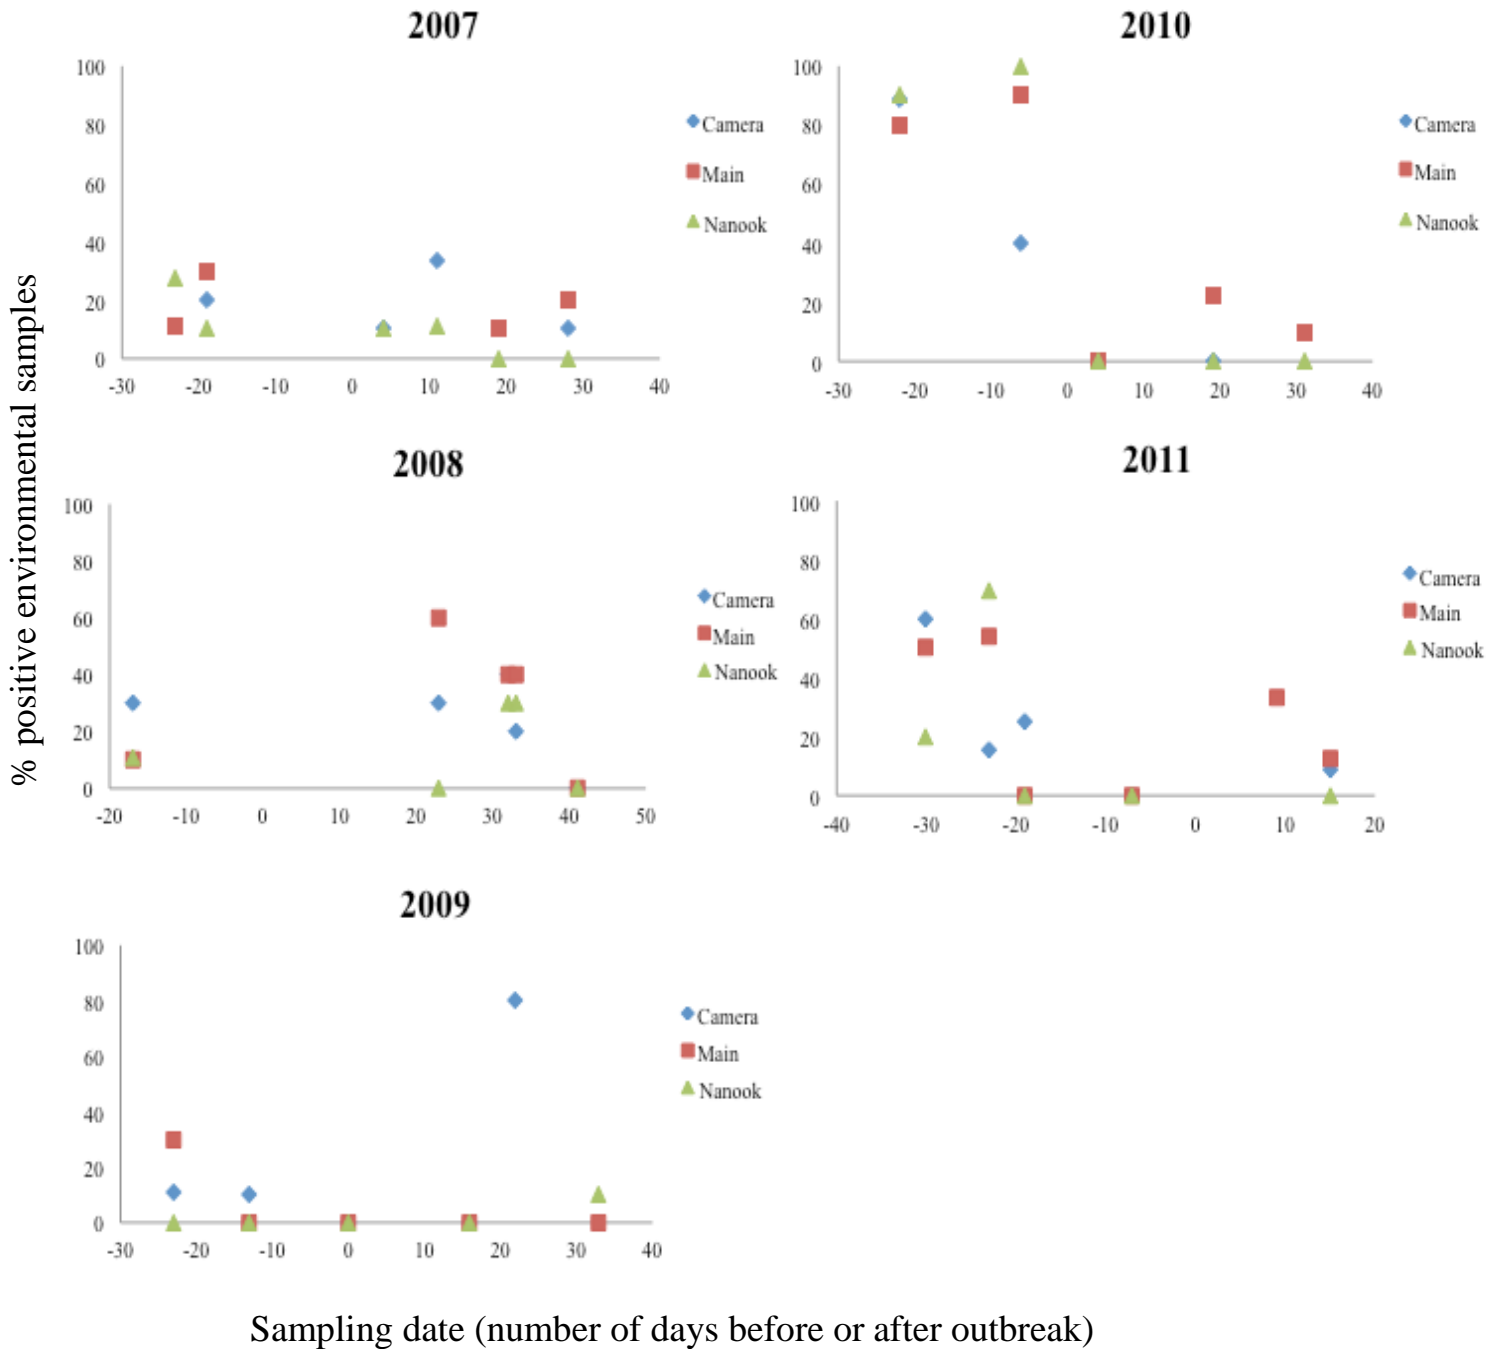 % positive environmental samples
2007
100
80
60
40
20
0
-30 -20 -10 0 10 20 30 40
Camera
Main
Nanook
2010
100
80
60
40
20
0
-30 -20 -10 0 10 20 30 40
Camera
Main
Nanook
2008
100
80
60
40
20
0
-20 -10 0 10 20 30 40 50
Camera
Main
Nanook
2011
100
80
60
40
20
0
-40 -30 -20 -10 0 10 20
Camera
Main
Nanook
2009
100
80
60
40
20
0
-30 -20 -10 0 10 20 30 40
Camera
Main
Nanook
Sampling date (number of days before or after outbreak)